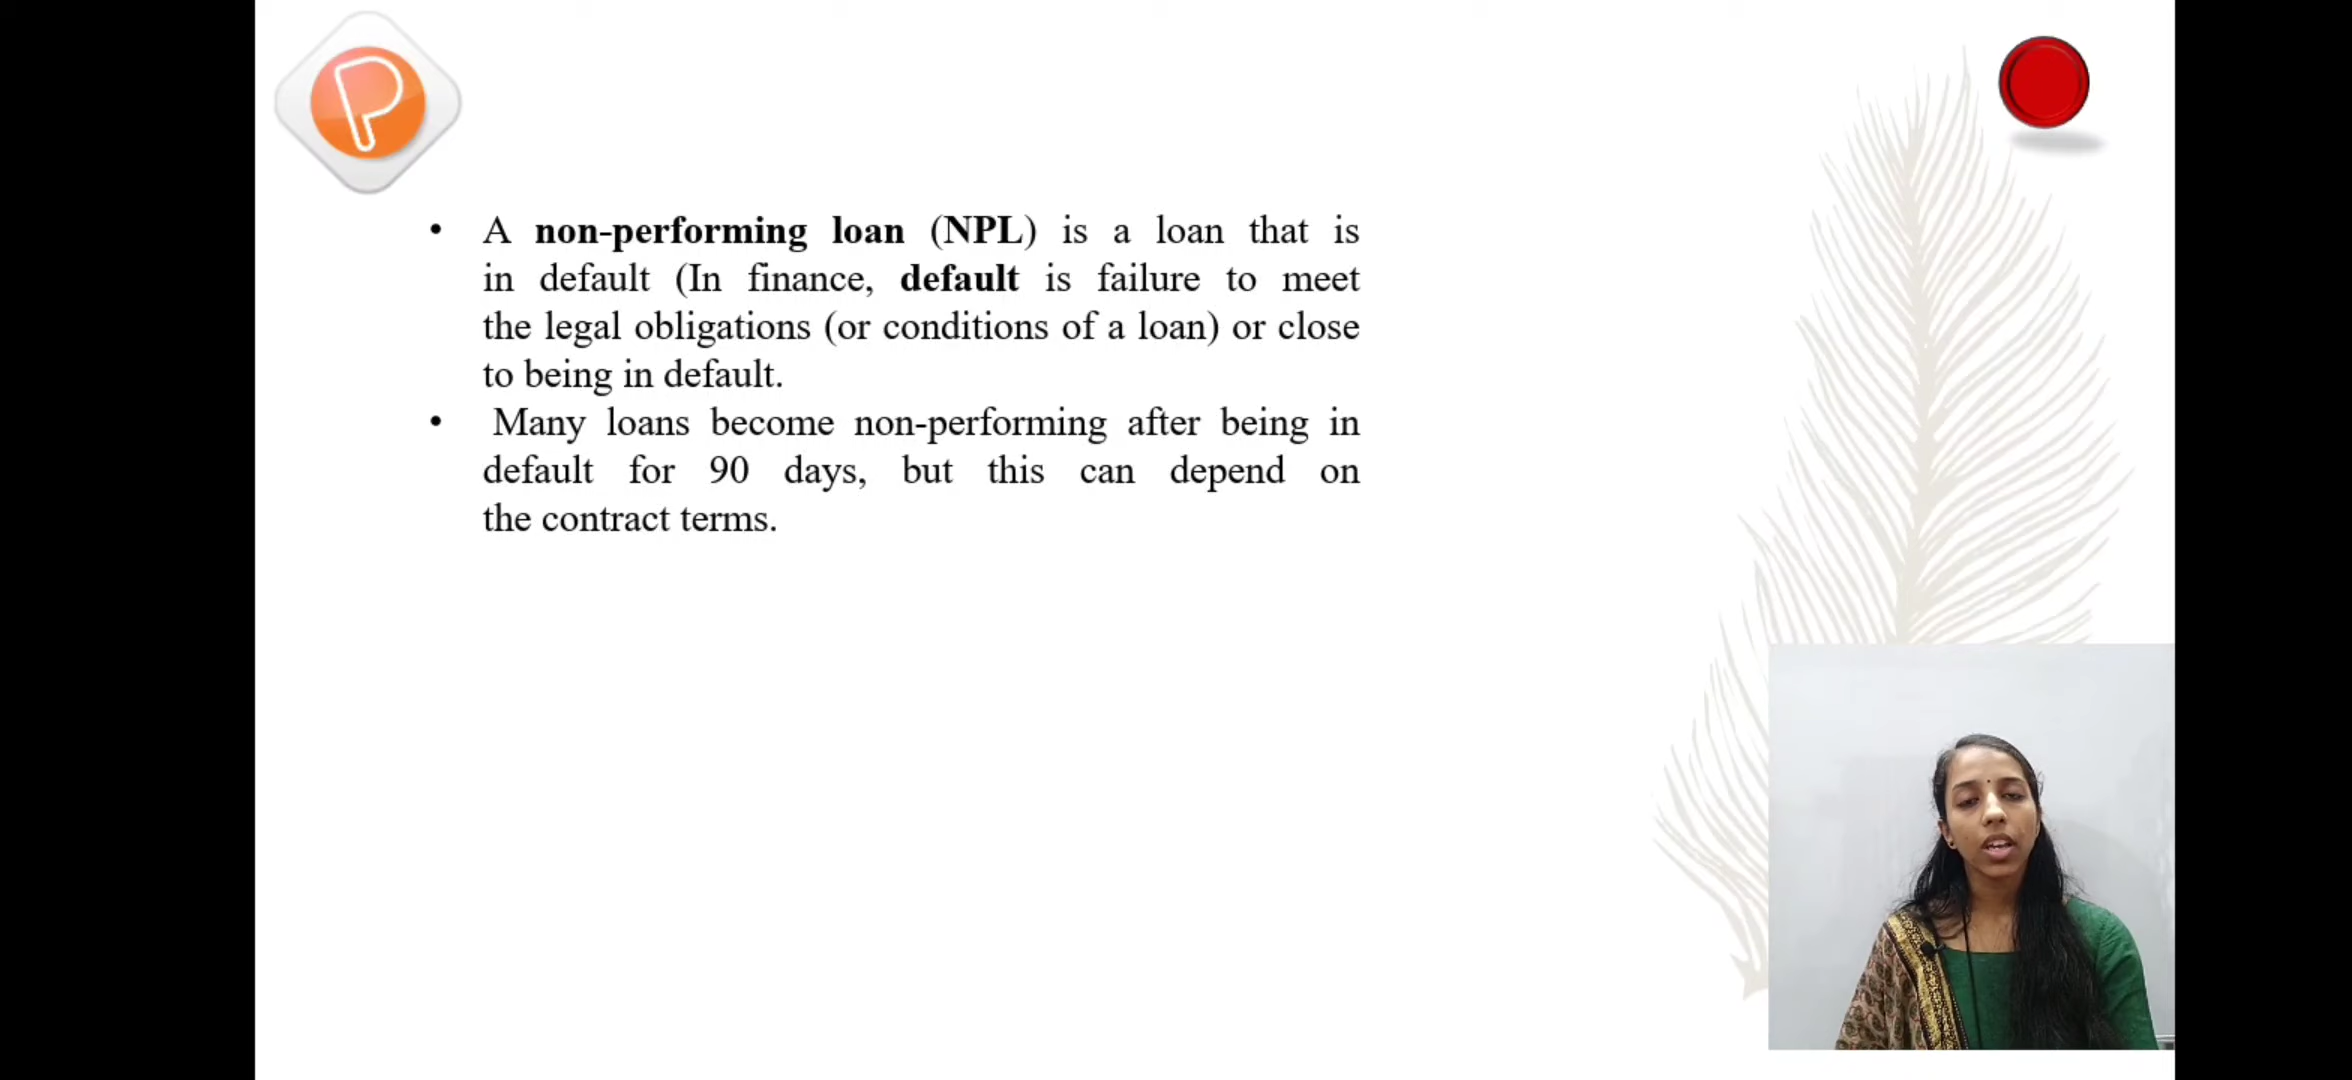 P
• A non-performing loan (NPL) is a loan that is
in default (In finance, default is failure to meet
the legal obligations (or conditions of a loan) or close
to being in default.
• Many loans become non-performing after being in
default for 90 days, but this can depend on
the contract terms.